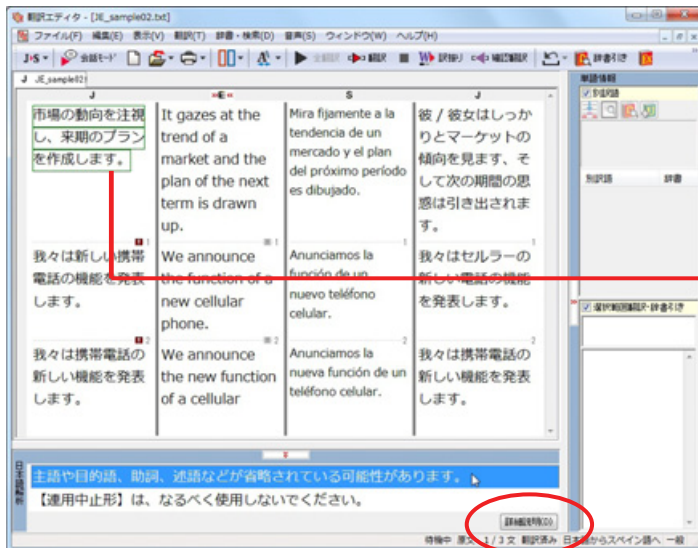 翻訳エディタ - [JE_sample02.txt]
ファイル(F) 編集(E) 表示(V) 翻訳(T) 辞書・検索(D) 音声(S) ウィンドウ(W) ヘルプ(H)
J•S 会話モード 全翻訳 翻訳 訳振り 確認翻訳 辞書引き
J JE_sample02
J
市場の動向を注視
し、来期のプラン
を作成します。
1
我々は新しい携帯
電話の機能を発表
します。
2
我々は携帯電話の
新しい機能を発表
します。
E
It gazes at the
trend of a
market and the
plan of the next
term is drawn
up.
1
We announce
the function of a
new cellular
phone.
2
We announce
the new function
of a cellular
S
Mira fijamente a la
tendencia de un
mercado y el plan
del próximo período
es dibujado.
1
Anunciamos la
función de un
nuevo teléfono
celular.
2
Anunciamos la
nueva función de un
teléfono celular.
J
彼 / 彼女はしっか
りとマーケットの
傾向を見ます、そ
して次の期間の思
惑は引き出されま
す。
1
我々はセルラーの
新しい電話の機能
を発表します。
2
我々は携帯電話の
新しい機能を発表
します。
単語情報
別訳語
別訳語 辞書
選択範囲翻訳・辞書引き
日本語解析
主語や目的語、助詞、述語などが省略されている可能性があります。
【連用中止形】は、なるべく使用しないでください。
詳細説明(O)
待機中 原文 1 / 3 文 翻訳済み 日本語からスペイン語へ 一般